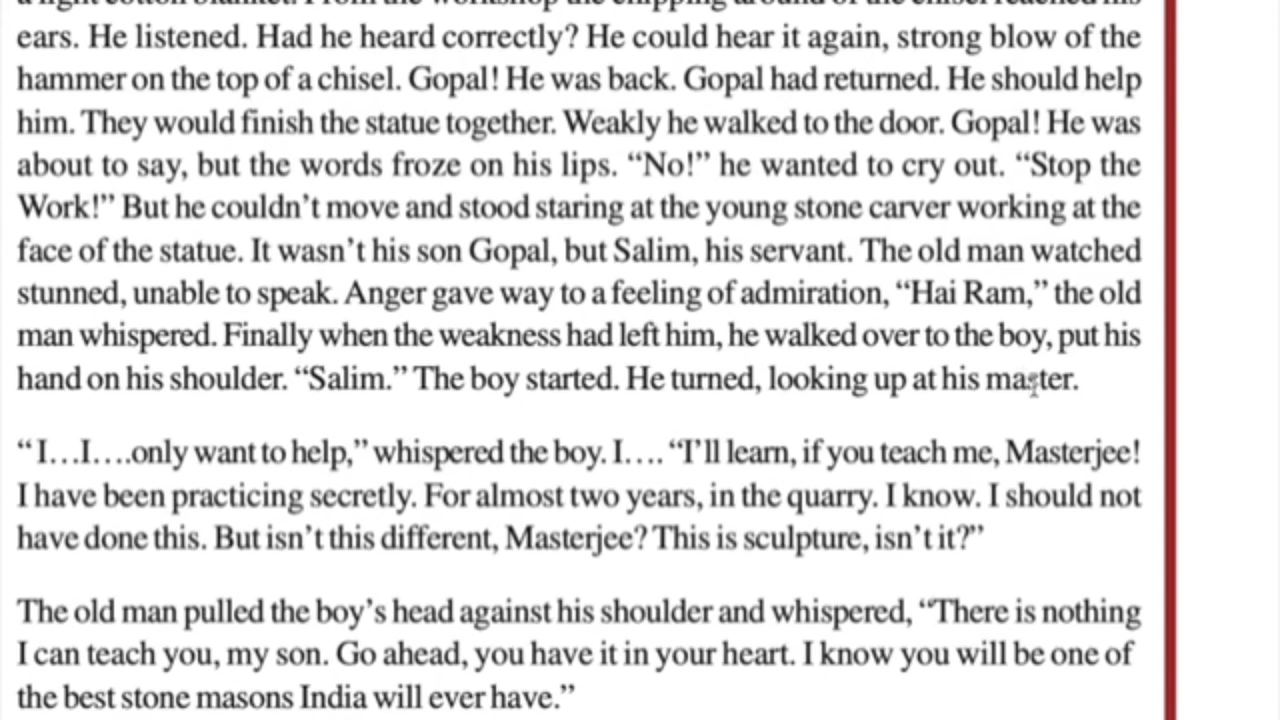 ears. He listened. Had he heard correctly? He could hear it again, strong blow of the
hammer on the top of a chisel. Gopal! He was back. Gopal had returned. He should help
him. They would finish the statue together. Weakly he walked to the door. Gopal! He was
about to say, but the words froze on his lips. “No!” he wanted to cry out. “Stop the
Work!” But he couldn’t move and stood staring at the young stone carver working at the
face of the statue. It wasn’t his son Gopal, but Salim, his servant. The old man watched
stunned, unable to speak. Anger gave way to a feeling of admiration, “Hai Ram,” the old
man whispered. Finally when the weakness had left him, he walked over to the boy, put his
hand on his shoulder. “Salim.” The boy started. He turned, looking up at his master.
“ I…I….only want to help,” whispered the boy. I…. “I’ll learn, if you teach me, Masterjee!
I have been practicing secretly. For almost two years, in the quarry. I know. I should not
have done this. But isn’t this different, Masterjee? This is sculpture, isn’t it?”
The old man pulled the boy’s head against his shoulder and whispered, “There is nothing
I can teach you, my son. Go ahead, you have it in your heart. I know you will be one of
the best stone masons India will ever have.”